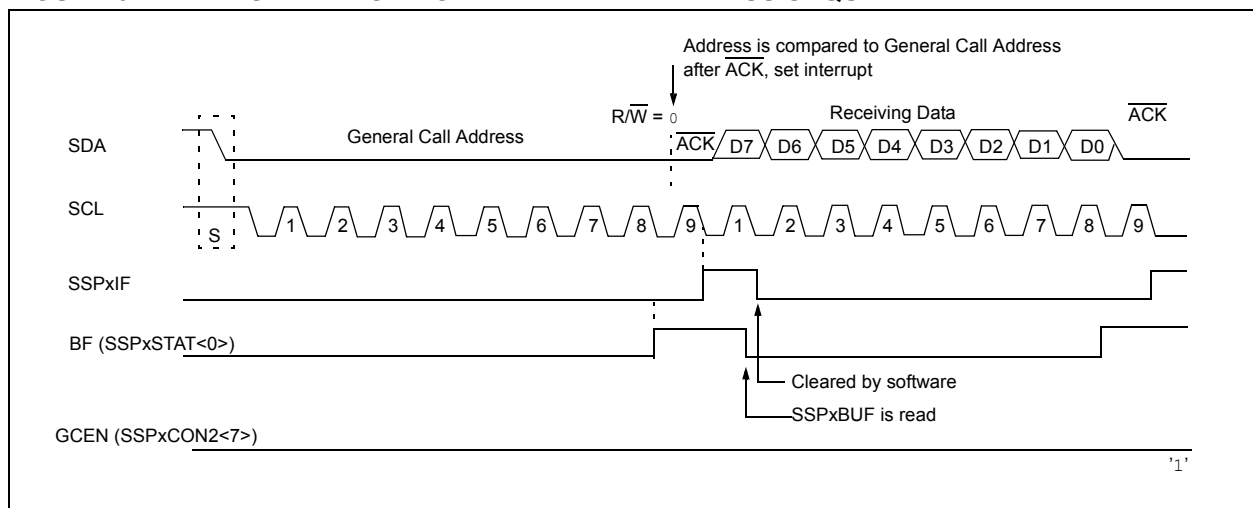 Address is compared to General Call Address
after ACK, set interrupt
R/W = 0
Receiving Data
ACK
General Call Address
SDA
ACK
D7 D6 D5 D4 D3 D2 D1 D0
SCL
S
1 2 3 4 5 6 7 8 9 1 2 3 4 5 6 7 8 9
SSPxIF
BF (SSPxSTAT<0>)
Cleared by software
SSPxBUF is read
GCEN (SSPxCON2<7>)
'1'